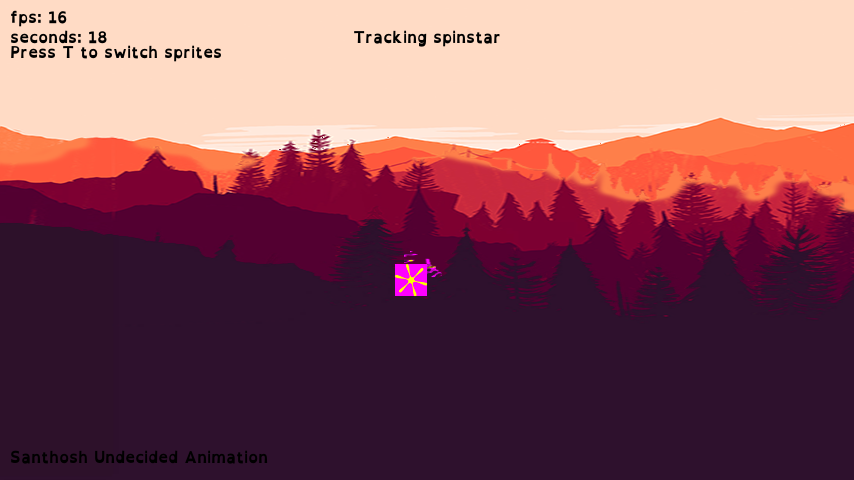 fps: 16
seconds: 18
Press T to switch sprites
Tracking spinstar
Santhosh Undecided Animation